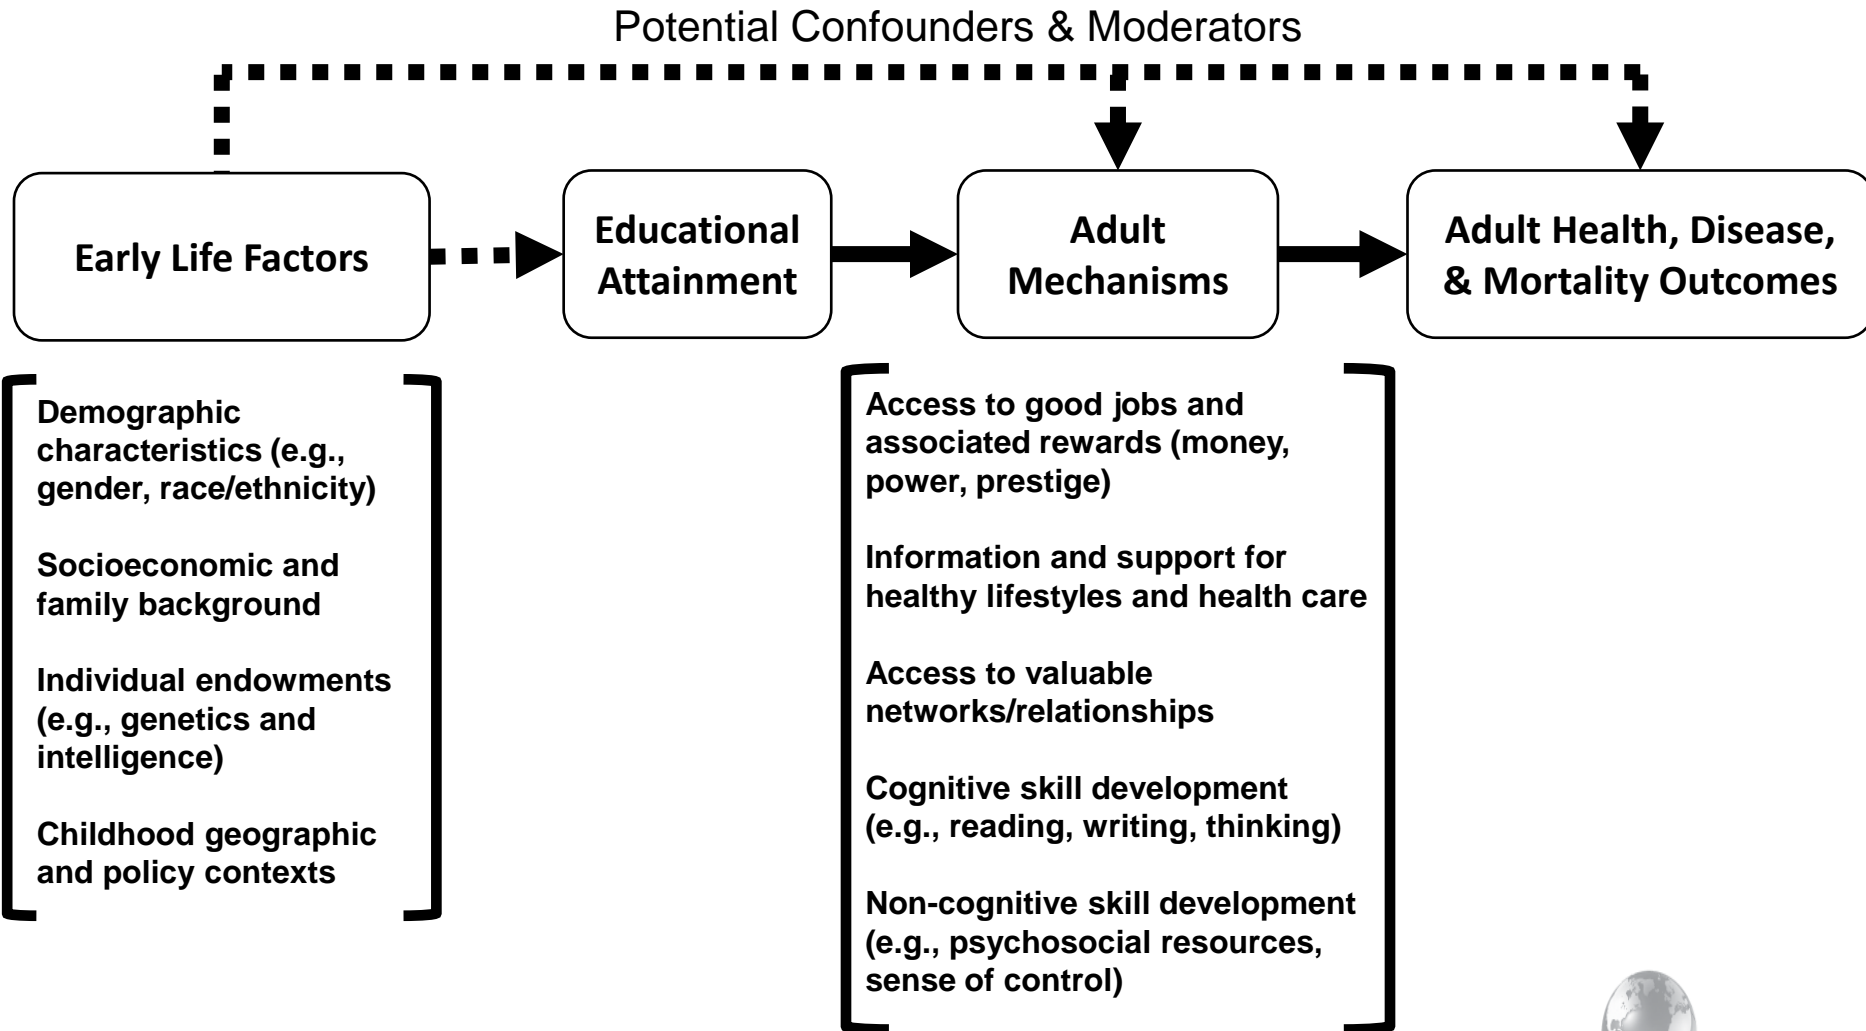 Potential Confounders & Moderators
Early Life Factors
Educational
Attainment
Adult
Mechanisms
Adult Health, Disease,
& Mortality Outcomes
Demographic
characteristics (e.g.,
gender, race/ethnicity)
Socioeconomic and
family background
Individual endowments
(e.g., genetics and
intelligence)
Childhood geographic
and policy contexts
Access to good jobs and
associated rewards (money,
power, prestige)
Information and support for
healthy lifestyles and health care
Access to valuable
networks/relationships
Cognitive skill development
(e.g., reading, writing, thinking)
Non-cognitive skill development
(e.g., psychosocial resources,
sense of control)